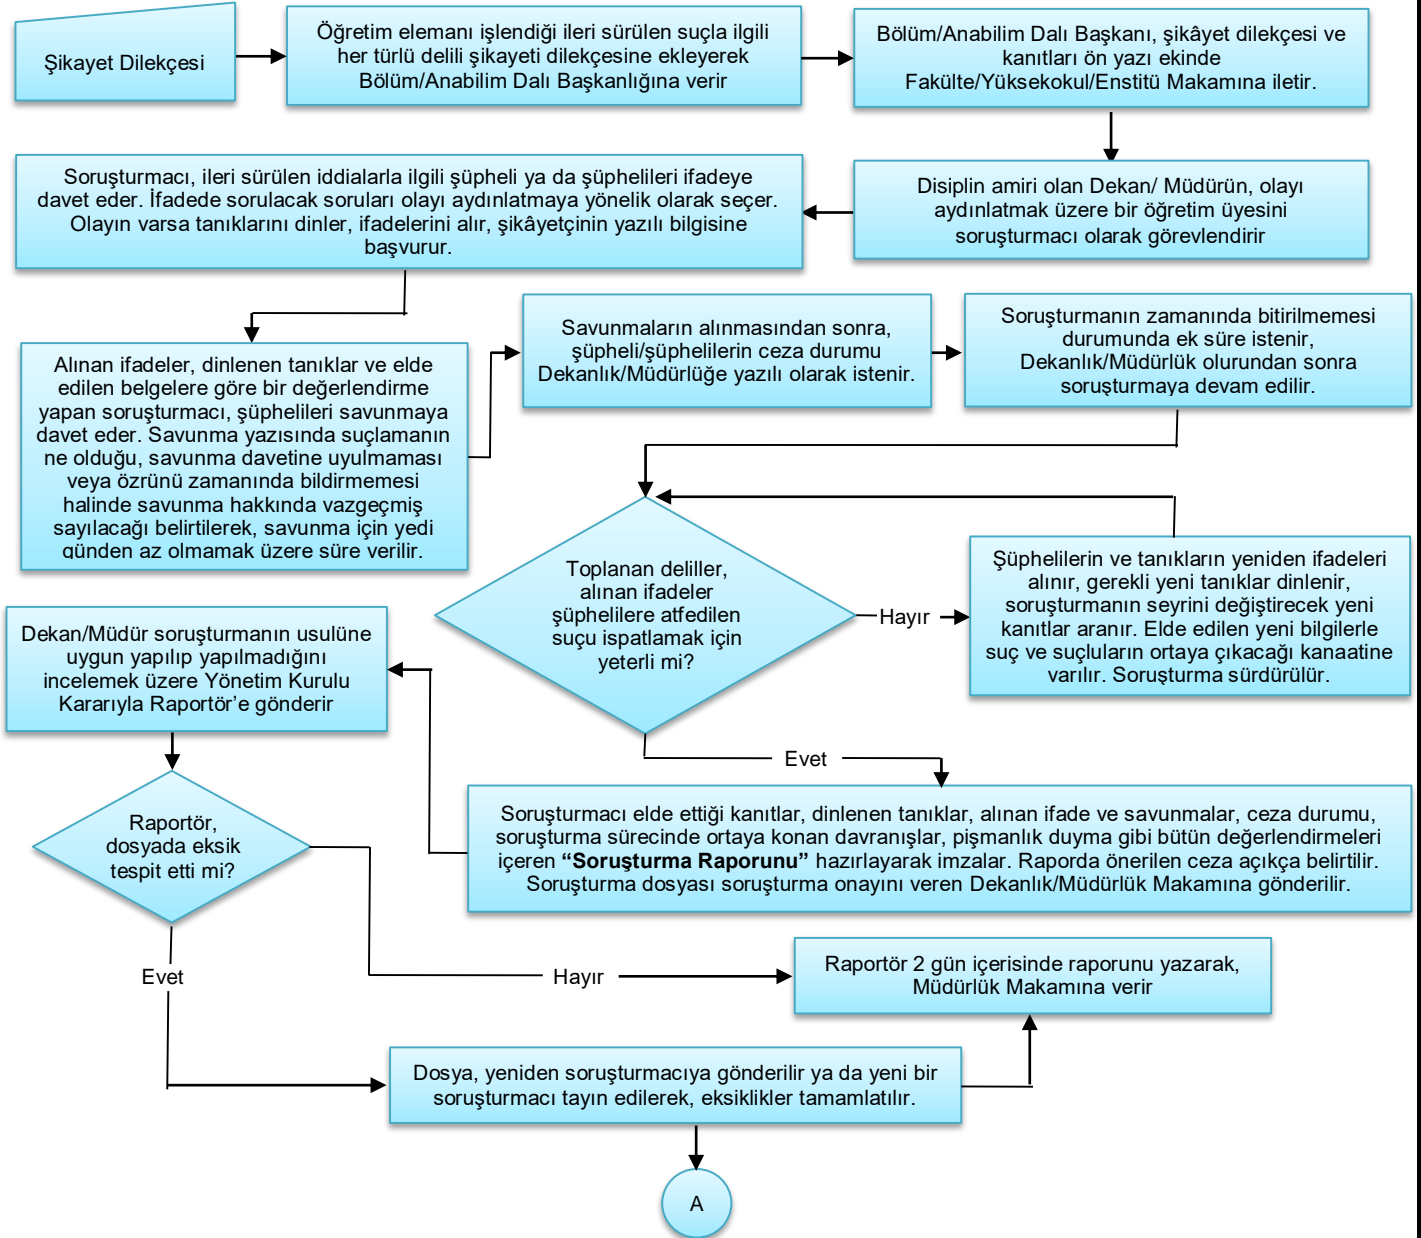 Şikayet Dilekçesi
Öğretim elemanı işlendiği ileri sürülen suçla ilgili
her türlü delili şikayeti dilekçesine ekleyerek
Bölüm/Anabilim Dalı Başkanlığına verir
Bölüm/Anabilim Dalı Başkanı, şikâyet dilekçesi ve
kanıtları ön yazı ekinde
Fakülte/Yüksekokul/Enstitü Makamına iletir.
Disiplin amiri olan Dekan/ Müdürün, olayı
aydınlatmak üzere bir öğretim üyesini
soruşturmacı olarak görevlendirir
Soruşturmacı, ileri sürülen iddialarla ilgili şüpheli ya da şüphelileri ifadeye
davet eder. İfadede sorulacak soruları olayı aydınlatmaya yönelik olarak seçer.
Olayın varsa tanıklarını dinler, ifadelerini alır, şikâyetçinin yazılı bilgisine
başvurur.
Alınan ifadeler, dinlenen tanıklar ve elde
edilen belgelere göre bir değerlendirme
yapan soruşturmacı, şüphelileri savunmaya
davet eder. Savunma yazısında suçlamanın
ne olduğu, savunma davetine uyulmaması
veya özrünü zamanında bildirmemesi
halinde savunma hakkında vazgeçmiş
sayılacağı belirtilerek, savunma için yedi
günden az olmamak üzere süre verilir.
Savunmaların alınmasından sonra,
şüpheli/şüphelilerin ceza durumu
Dekanlık/Müdürlüğe yazılı olarak istenir.
Soruşturmanın zamanında bitirilmemesi
durumunda ek süre istenir,
Dekanlık/Müdürlük olurundan sonra
soruşturmaya devam edilir.
Toplanan deliller,
alınan ifadeler
şüphelilere atfedilen
suçu ispatlamak için
yeterli mi?
Hayır
Şüphelilerin ve tanıkların yeniden ifadeleri
alınır, gerekli yeni tanıklar dinlenir,
soruşturmanın seyrini değiştirecek yeni
kanıtlar aranır. Elde edilen yeni bilgilerle
suç ve suçluların ortaya çıkacağı kanaatine
varılır. Soruşturma sürdürülür.
Evet
Soruşturmacı elde ettiği kanıtlar, dinlenen tanıklar, alınan ifade ve savunmalar, ceza durumu,
soruşturma sürecinde ortaya konan davranışlar, pişmanlık duyma gibi bütün değerlendirmeleri
içeren “Soruşturma Raporunu” hazırlayarak imzalar. Raporda önerilen ceza açıkça belirtilir.
Soruşturma dosyası soruşturma onayını veren Dekanlık/Müdürlük Makamına gönderilir.
Dekan/Müdür soruşturmanın usulüne
uygun yapılıp yapılmadığını
incelemek üzere Yönetim Kurulu
Kararıyla Raportör’e gönderir
Raportör,
dosyada eksik
tespit etti mi?
Hayır
Raportör 2 gün içerisinde raporunu yazarak,
Müdürlük Makamına verir
Evet
Dosya, yeniden soruşturmacıya gönderilir ya da yeni bir
soruşturmacı tayin edilerek, eksiklikler tamamlatılır.
A